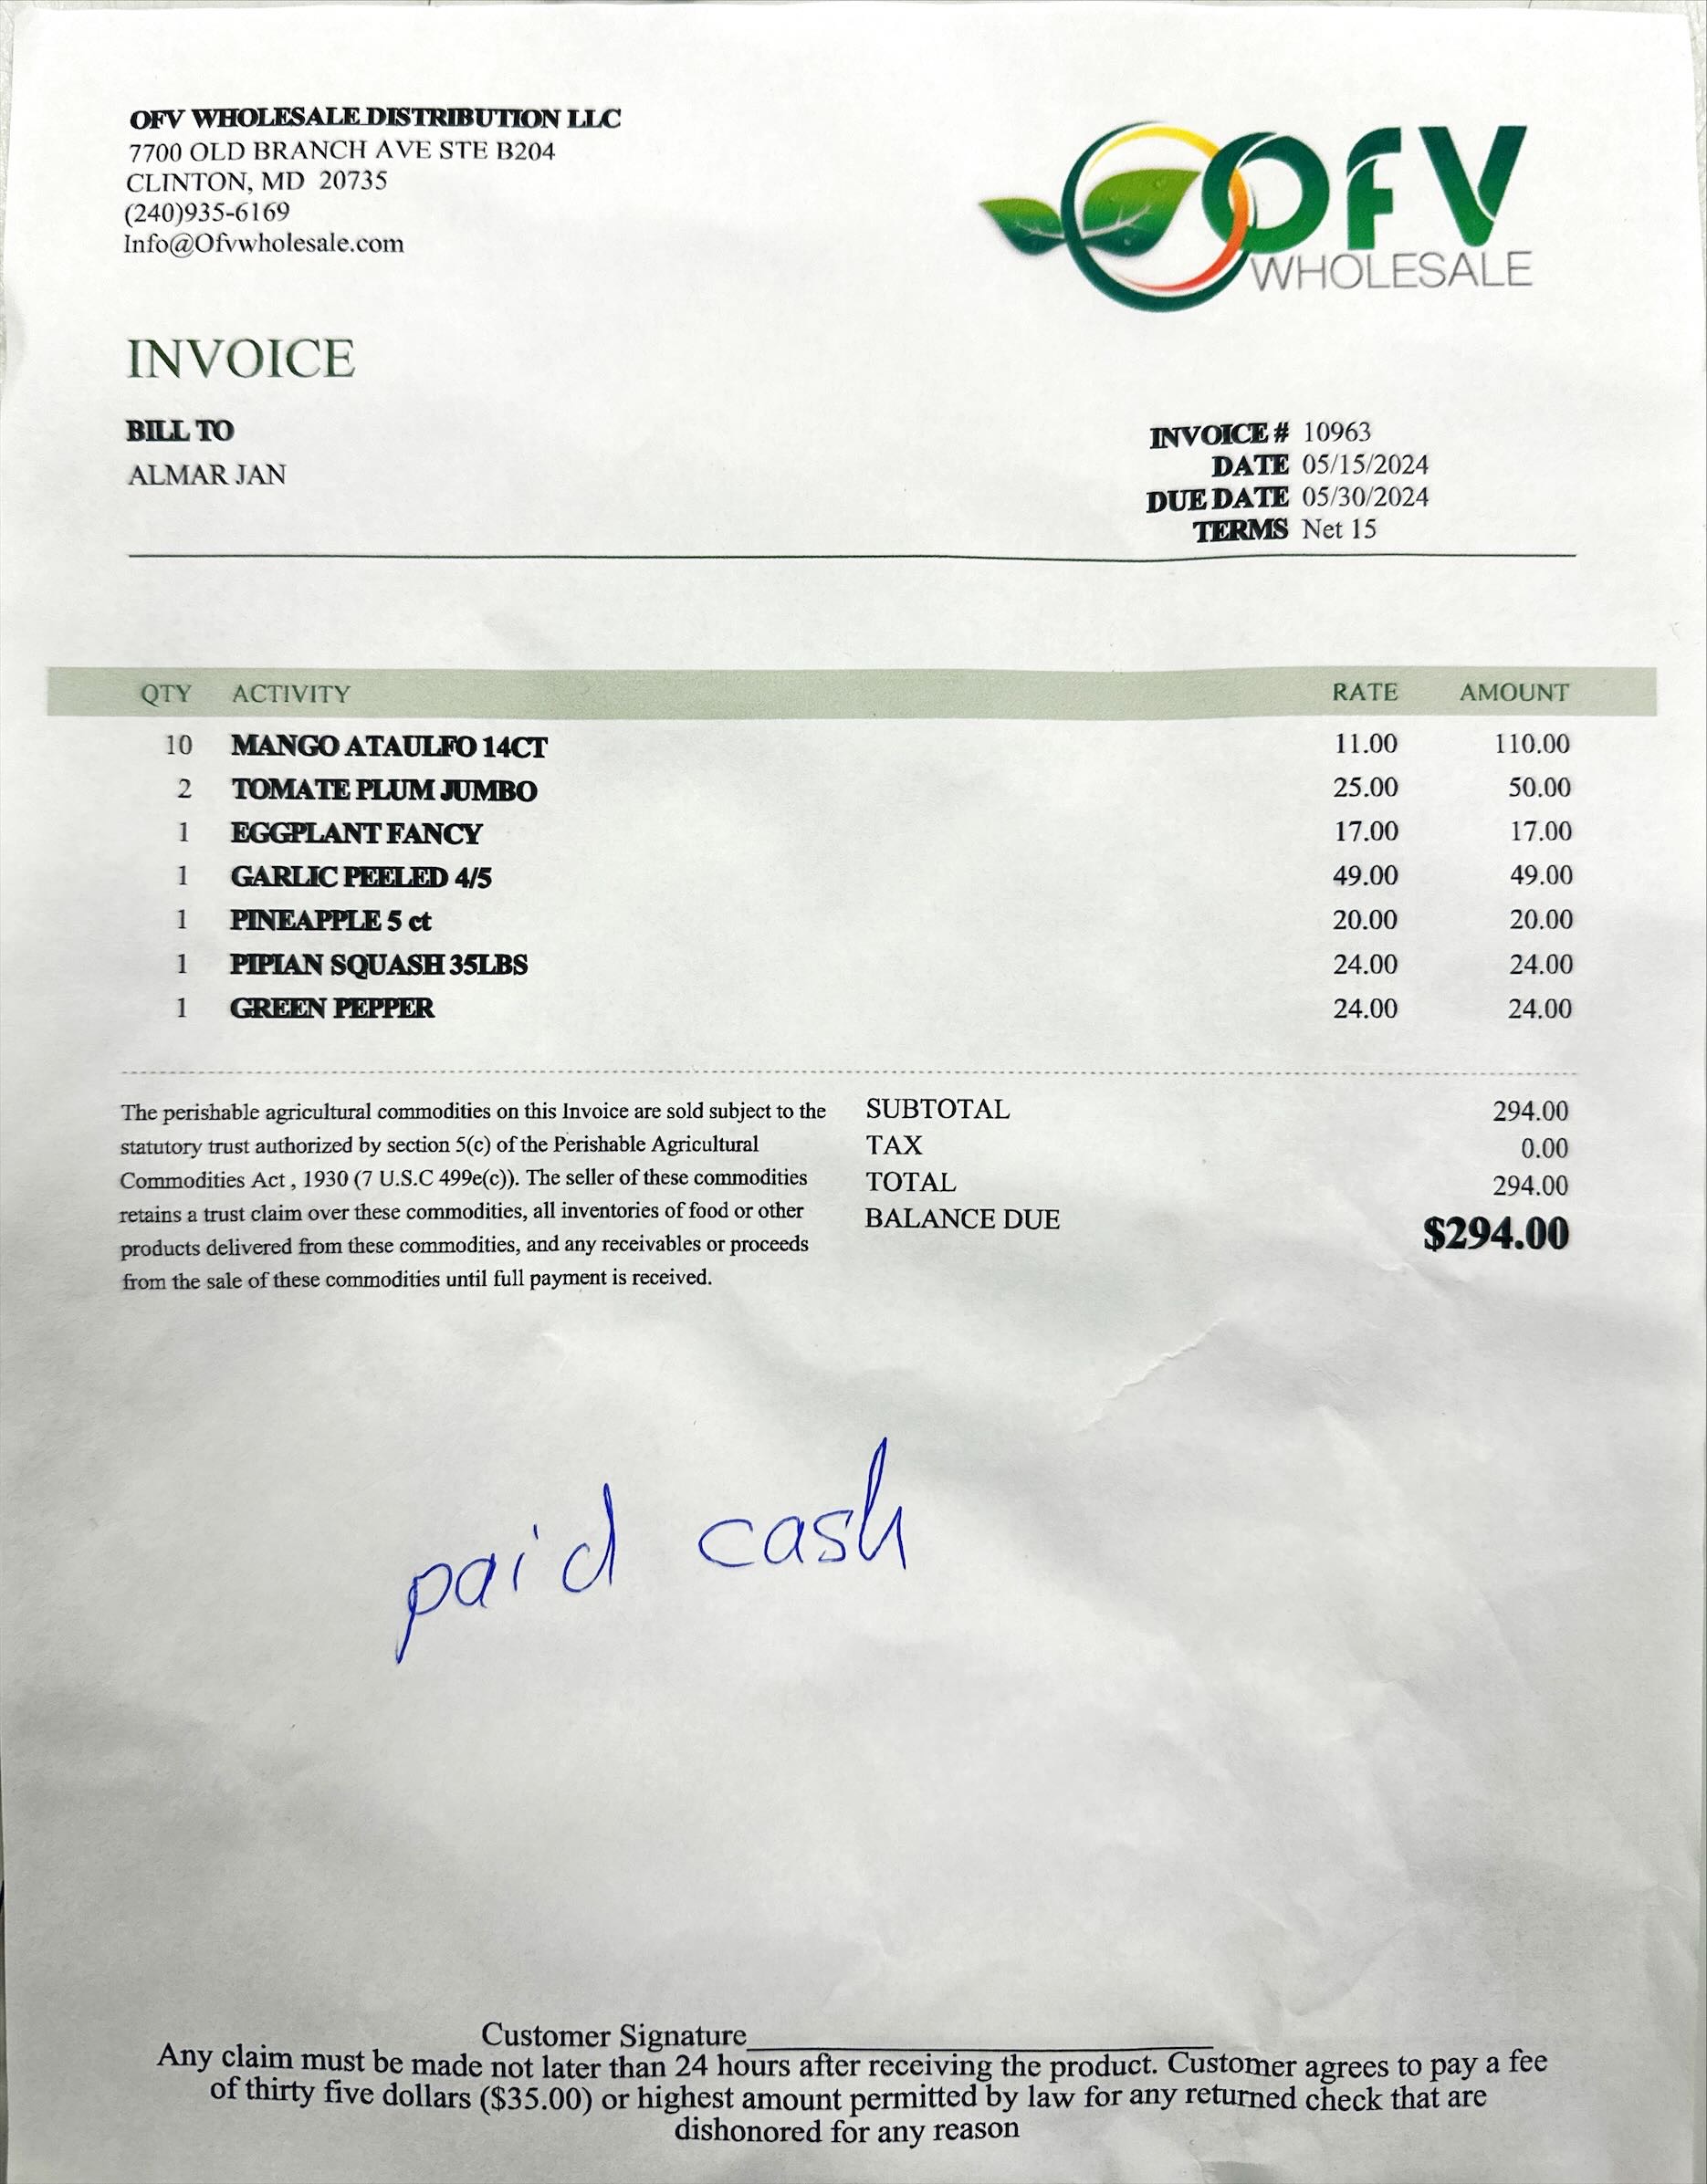 OFV WHOLESALE DISTRIBUTION LLC
7700 OLD BRANCH AVE STE B204
CLINTON, MD 20735
(240)935-6169
Info@Ofvwholesale.com
OFV
WHOLESALE
INVOICE
BILL TO
ALMAR JAN
INVOICE # 10963
DATE 05/15/2024
DUE DATE 05/30/2024
TERMS Net 15
QTY ACTIVITY RATE AMOUNT
10 MANGO ATAULFO 14CT 11.00 110.00
2 TOMATE PLUM JUMBO 25.00 50.00
1 EGGPLANT FANCY 17.00 17.00
1 GARLIC PEELED 4/5 49.00 49.00
1 PINEAPPLE 5 ct 20.00 20.00
1 PIPIAN SQUASH 35LBS 24.00 24.00
1 GREEN PEPPER 24.00 24.00
The perishable agricultural commodities on this Invoice are sold subject to the
statutory trust authorized by section 5(c) of the Perishable Agricultural
Commodities Act , 1930 (7 U.S.C 499e(c)). The seller of these commodities
retains a trust claim over these commodities, all inventories of food or other
products delivered from these commodities, and any receivables or proceeds
from the sale of these commodities until full payment is received.
SUBTOTAL 294.00
TAX 0.00
TOTAL 294.00
BALANCE DUE $294.00
paid cash
Customer Signature
Any claim must be made not later than 24 hours after receiving the product. Customer agrees to pay a fee
of thirty five dollars ($35.00) or highest amount permitted by law for any returned check that are
dishonored for any reason